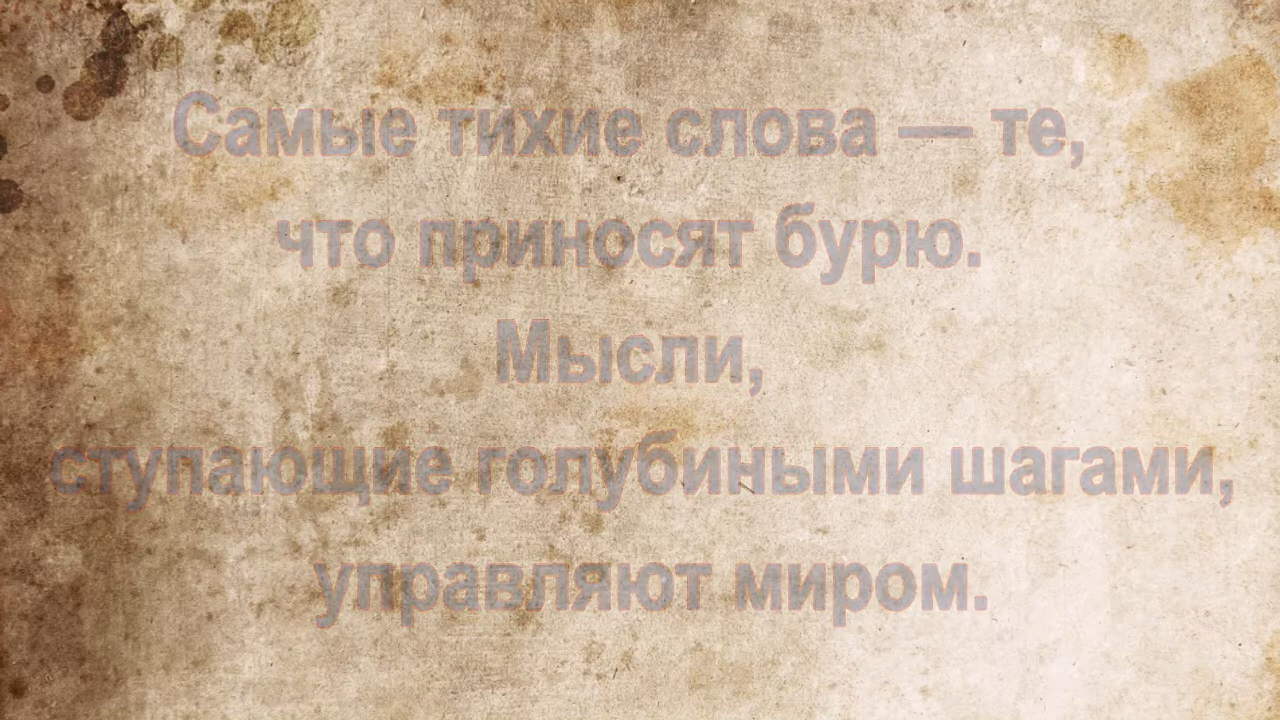 Самые тихие слова — те,
что приносят бурю.
Мысли,
ступающие голубиными шагами,
управляют миром.